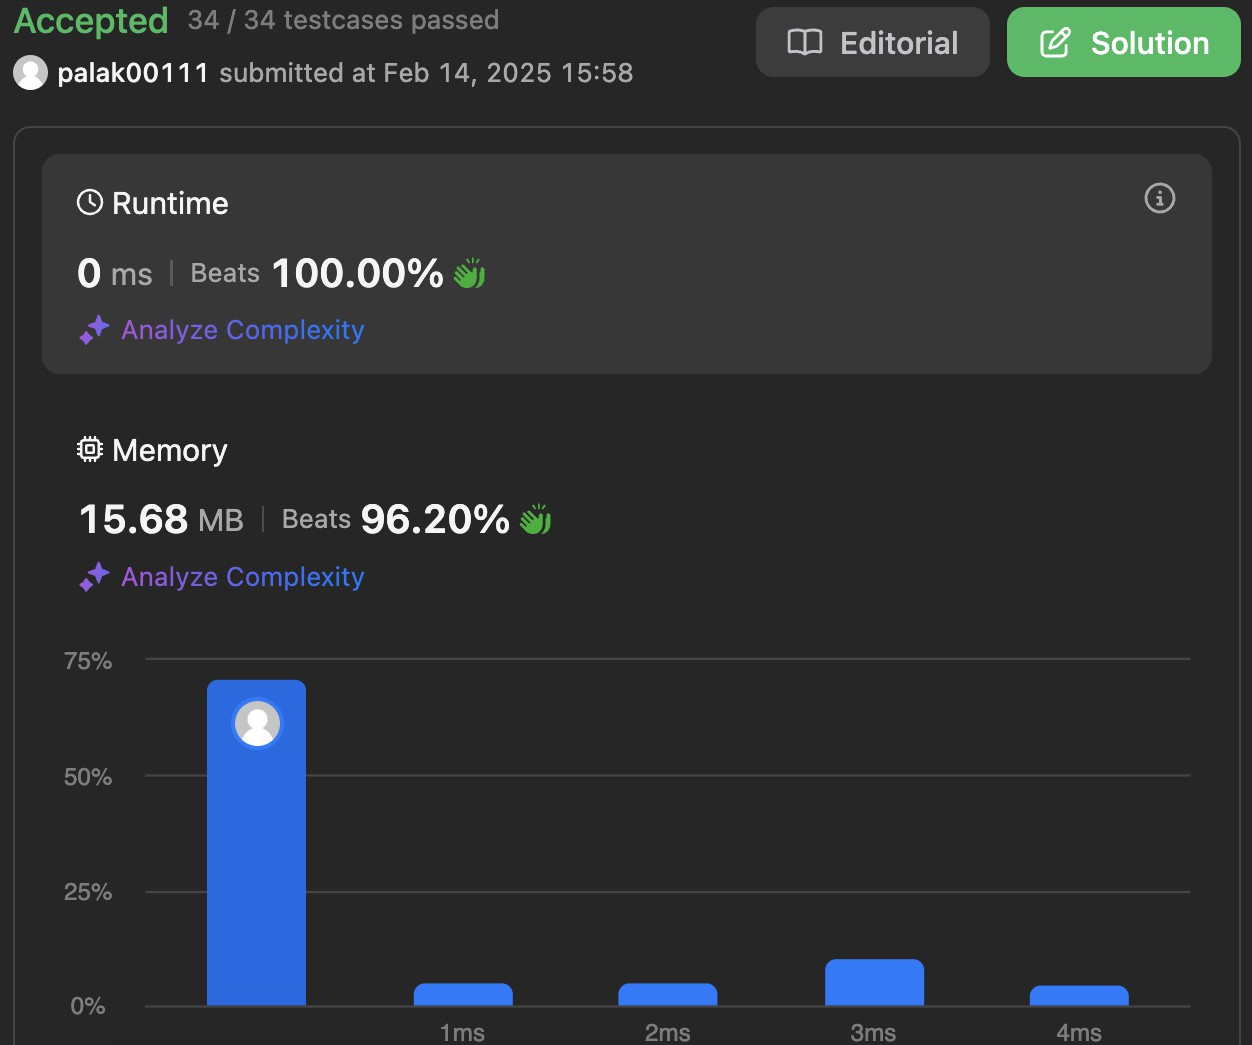 Accepted 34 / 34 testcases passed
palak00111 submitted at Feb 14, 2025 15:58
Editorial
Solution
Runtime
0 ms | Beats 100.00%
Analyze Complexity
Memory
15.68 MB | Beats 96.20%
Analyze Complexity
75%
50%
25%
0%
1ms 2ms 3ms 4ms